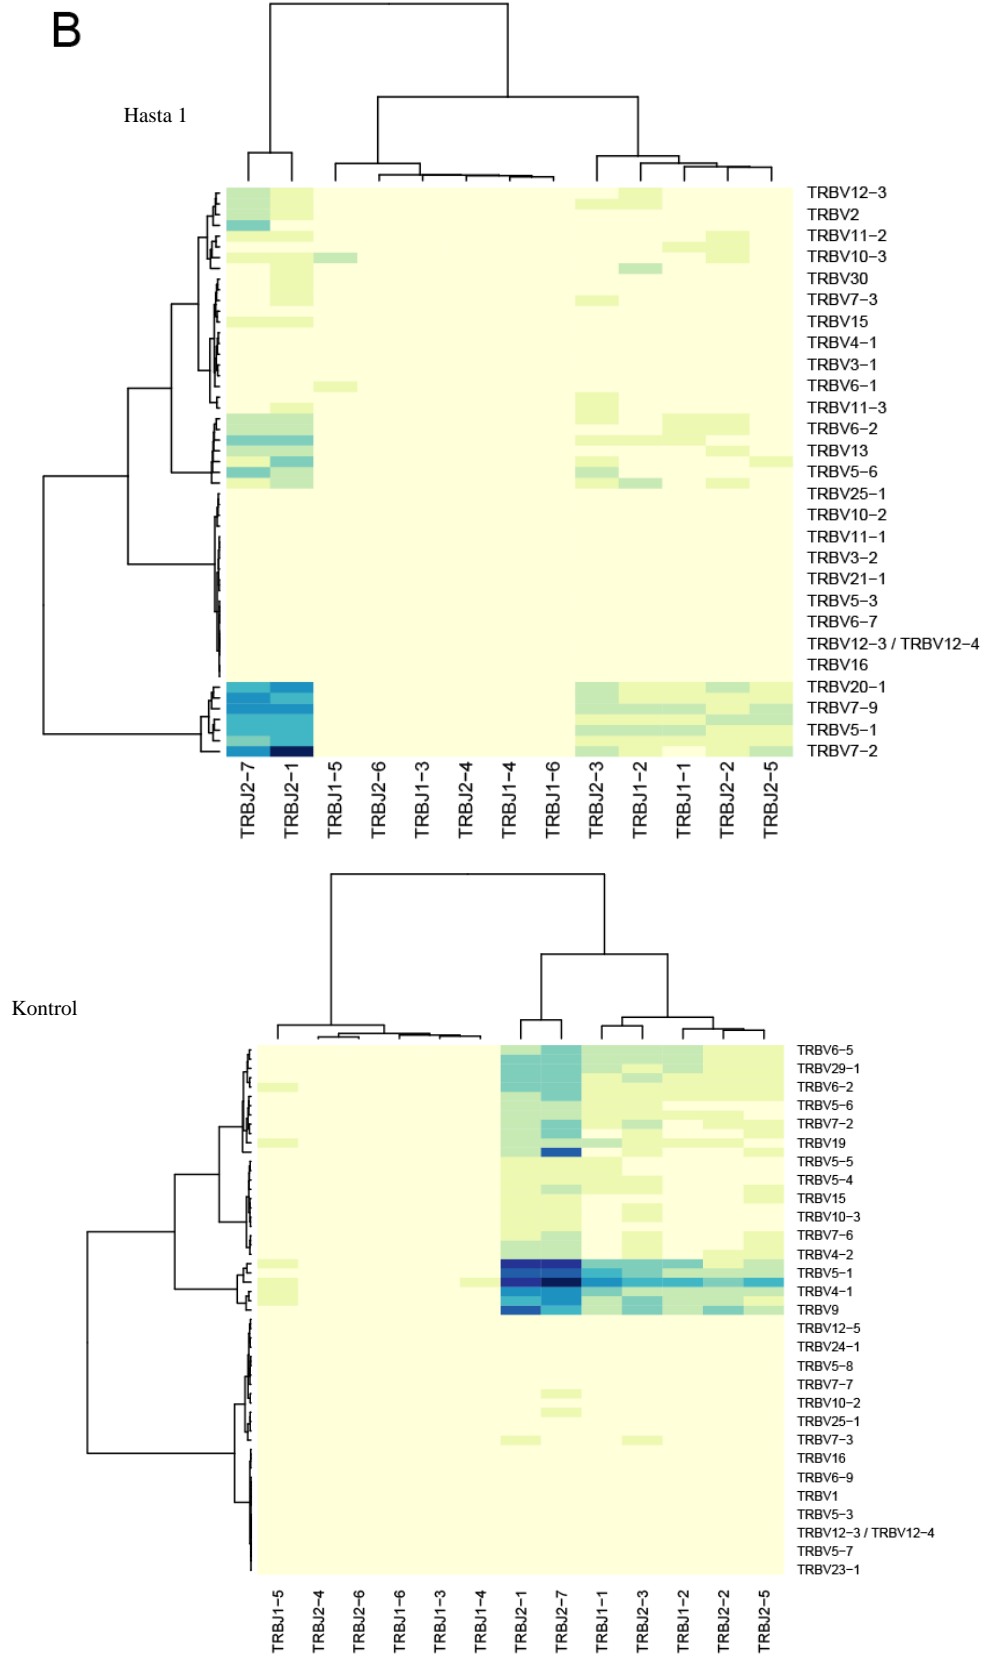 B
Hasta 1
TRBV12-3
TRBV2
TRBV11-2
TRBV10-3
TRBV30
TRBV7-3
TRBV15
TRBV4-1
TRBV3-1
TRBV6-1
TRBV11-3
TRBV6-2
TRBV13
TRBV5-6
TRBV25-1
TRBV10-2
TRBV11-1
TRBV3-2
TRBV21-1
TRBV5-3
TRBV6-7
TRBV12-3 / TRBV12-4
TRBV16
TRBV20-1
TRBV7-9
TRBV5-1
TRBV7-2
TRBJ2-7
TRBJ2-1
TRBJ1-5
TRBJ2-6
TRBJ1-3
TRBJ2-4
TRBJ1-4
TRBJ1-6
TRBJ2-3
TRBJ1-2
TRBJ1-1
TRBJ2-2
TRBJ2-5
Kontrol
TRBV6-5
TRBV29-1
TRBV6-2
TRBV5-6
TRBV7-2
TRBV19
TRBV5-5
TRBV5-4
TRBV15
TRBV10-3
TRBV7-6
TRBV4-2
TRBV5-1
TRBV4-1
TRBV9
TRBV12-5
TRBV24-1
TRBV5-8
TRBV7-7
TRBV10-2
TRBV25-1
TRBV7-3
TRBV16
TRBV6-9
TRBV1
TRBV5-3
TRBV12-3 / TRBV12-4
TRBV5-7
TRBV23-1
TRBJ1-5
TRBJ2-4
TRBJ2-6
TRBJ1-6
TRBJ1-3
TRBJ1-4
TRBJ2-1
TRBJ2-7
TRBJ1-1
TRBJ2-3
TRBJ1-2
TRBJ2-2
TRBJ2-5